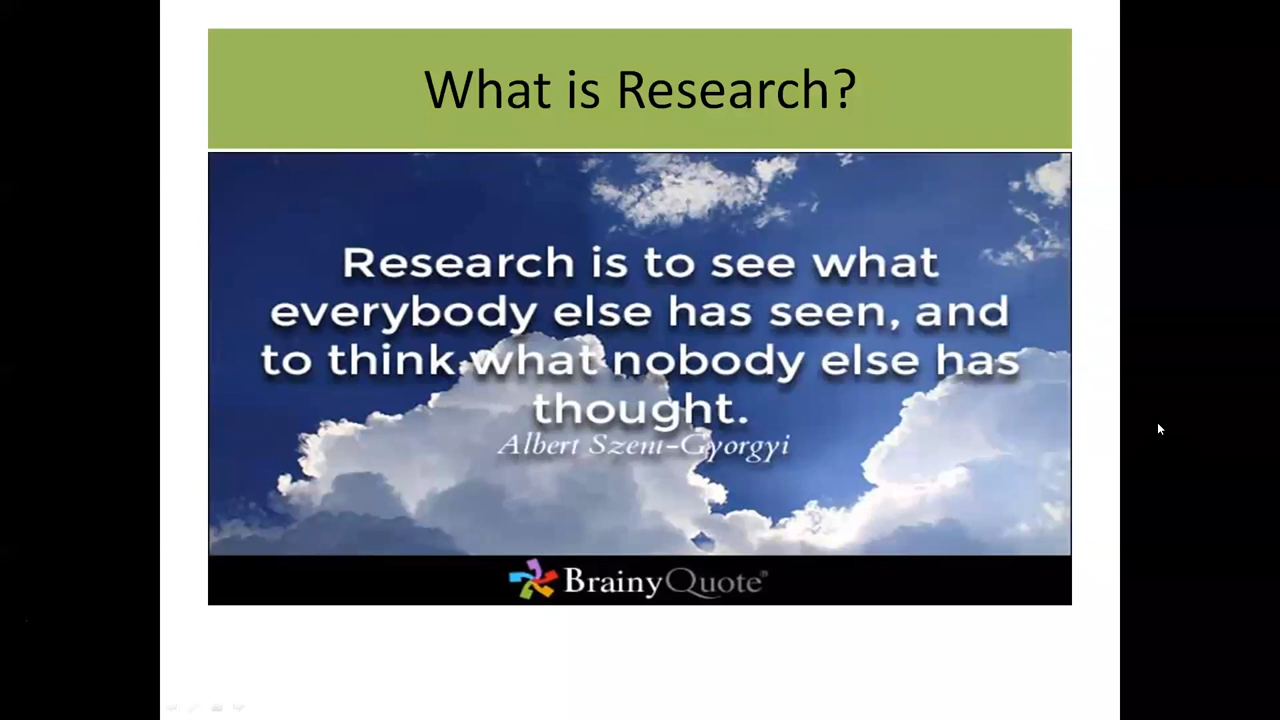 What is Research?
Research is to see what
everybody else has seen, and
to think what nobody else has
thought.
Albert Szent-Gyorgyi
BrainyQuote®